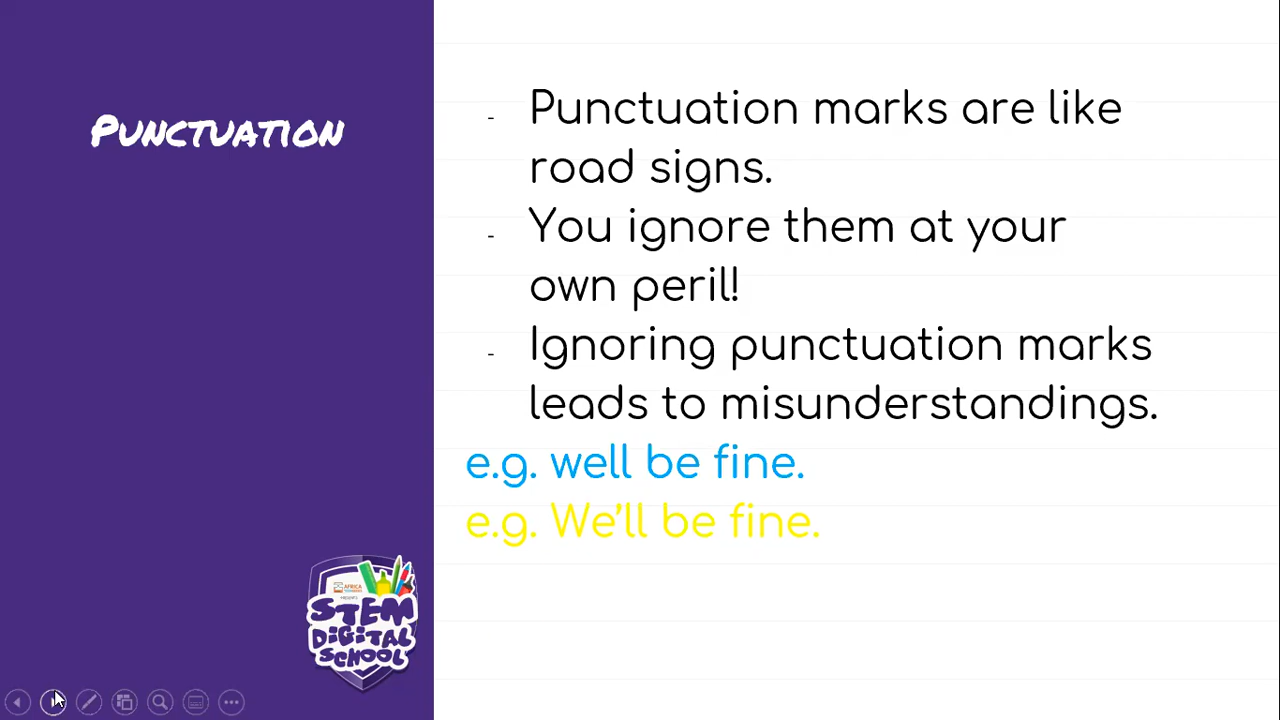 Punctuation
- Punctuation marks are like
road signs.
- You ignore them at your
own peril!
- Ignoring punctuation marks
leads to misunderstandings.
e.g. well be fine.
e.g. We'll be fine.
AFRICA
STEM
DIGITAL
SCHOOL